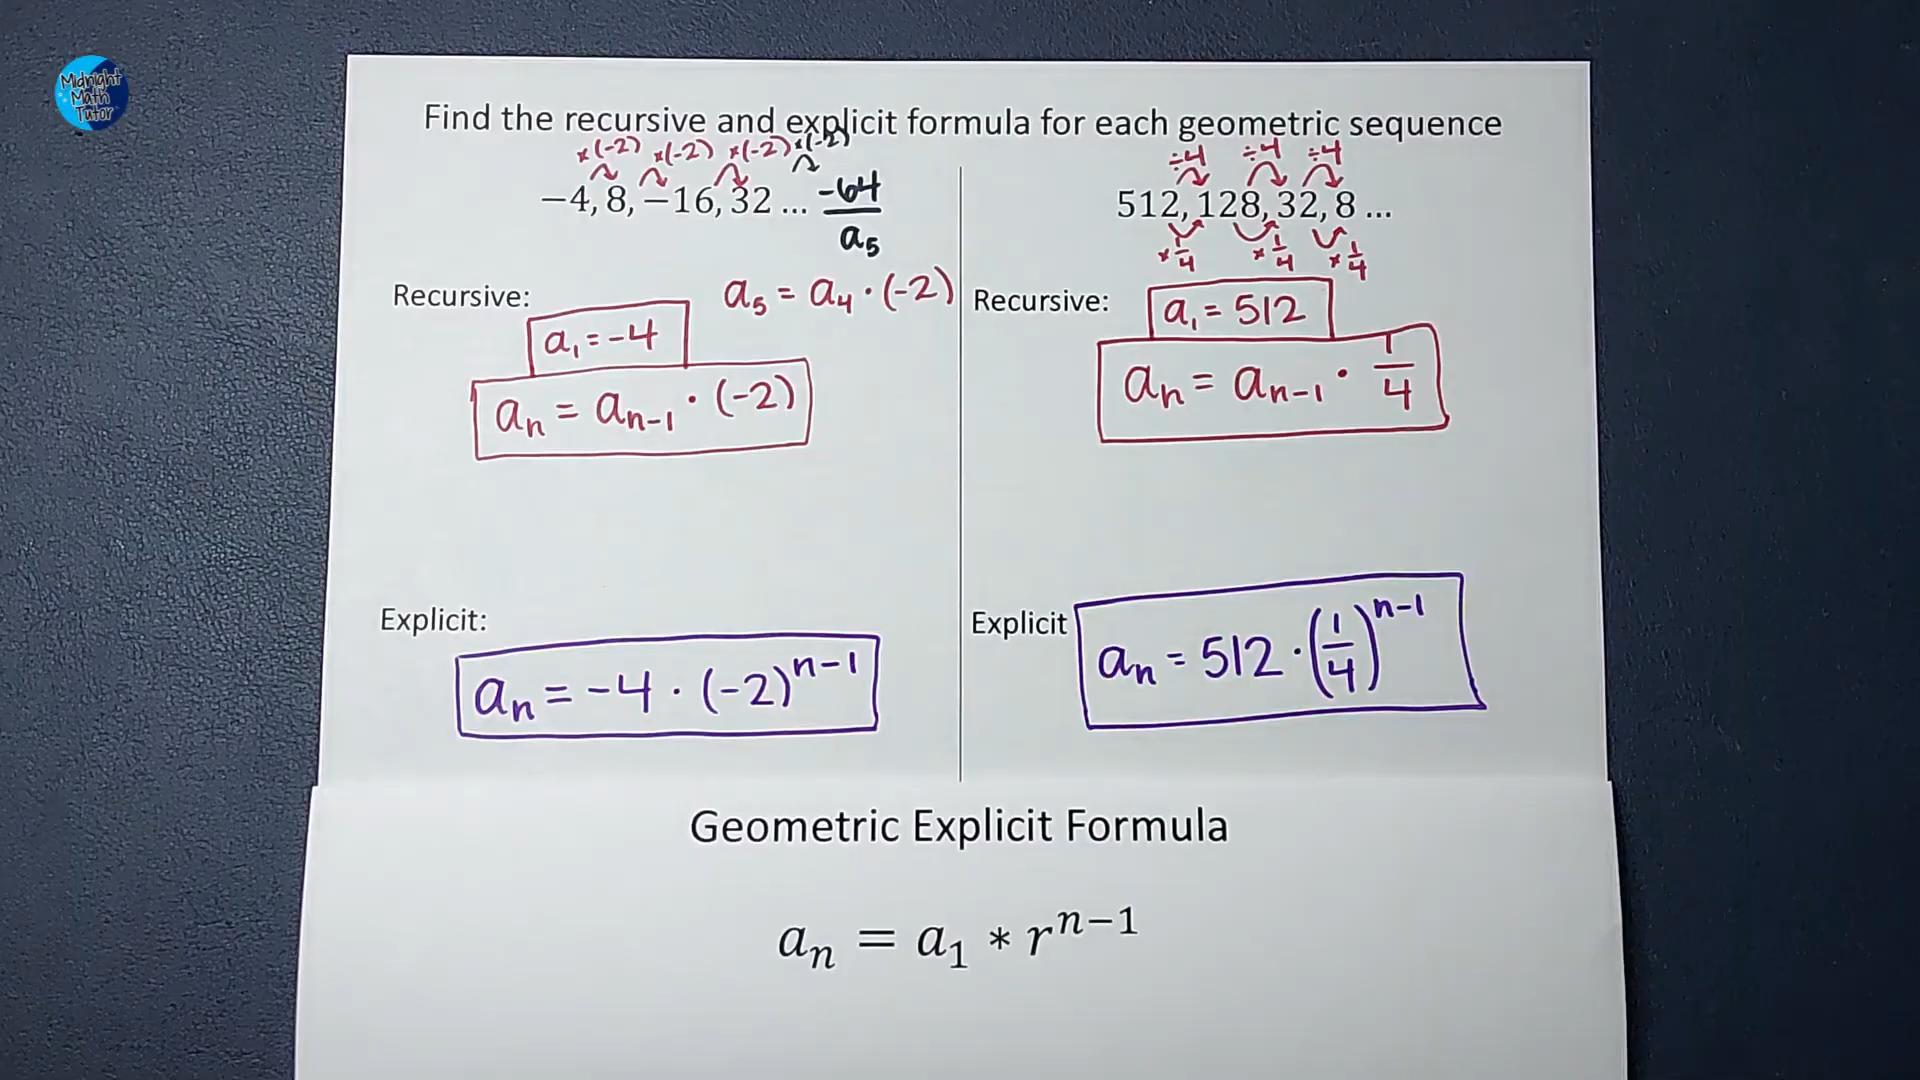 Midnight
Math
Tutor
Find the recursive and explicit formula for each geometric sequence
×(-2) ×(-2) ×(-2) ×(-2)
−4, 8, −16, 32 ... -64
a₅
Recursive:
a₅ = a₄ · (-2)
a₁ = -4
aₙ = aₙ₋₁ · (-2)
Explicit:
aₙ = -4 · (-2)ⁿ⁻¹
÷4 ÷4 ÷4
512, 128, 32, 8 ...
×1/4 ×1/4 ×1/4
Recursive:
a₁ = 512
aₙ = aₙ₋₁ · 1/4
Explicit
aₙ = 512 · (1/4)ⁿ⁻¹
Geometric Explicit Formula
aₙ = a₁ * rⁿ⁻¹